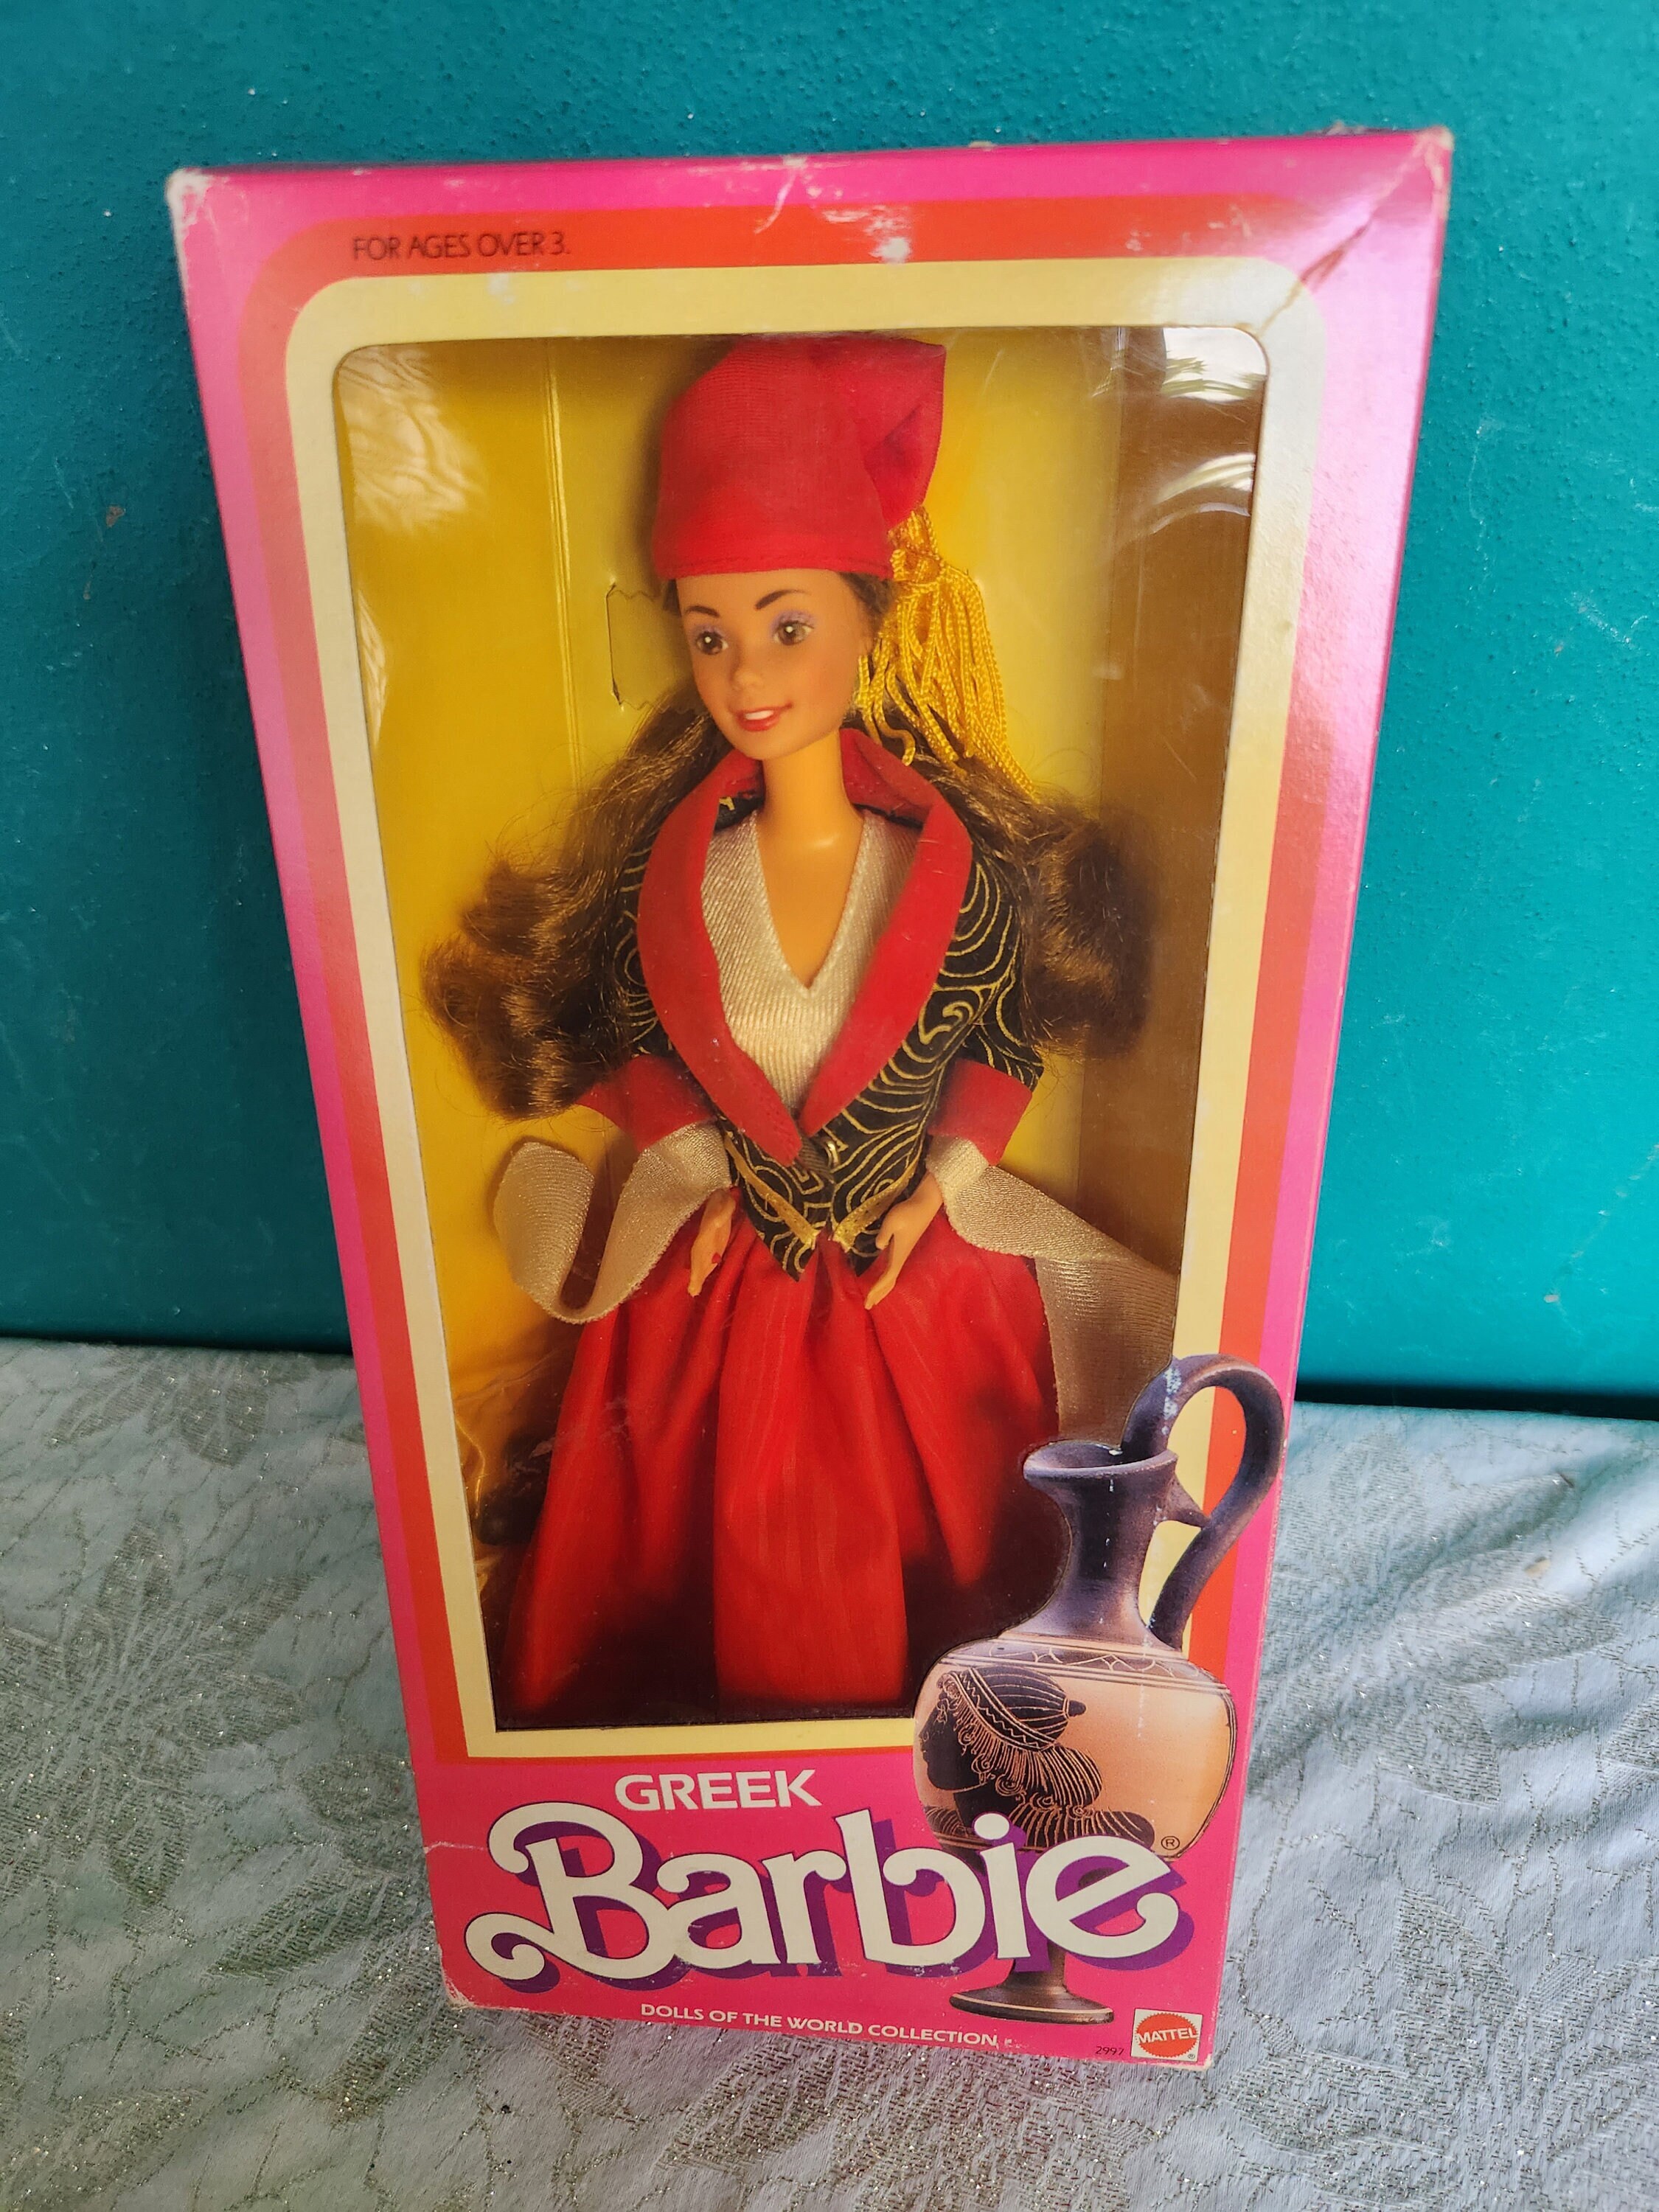 FOR AGES OVER 3.
GREEK
Barbie ®
DOLLS OF THE WORLD COLLECTION
2997
MATTEL ®